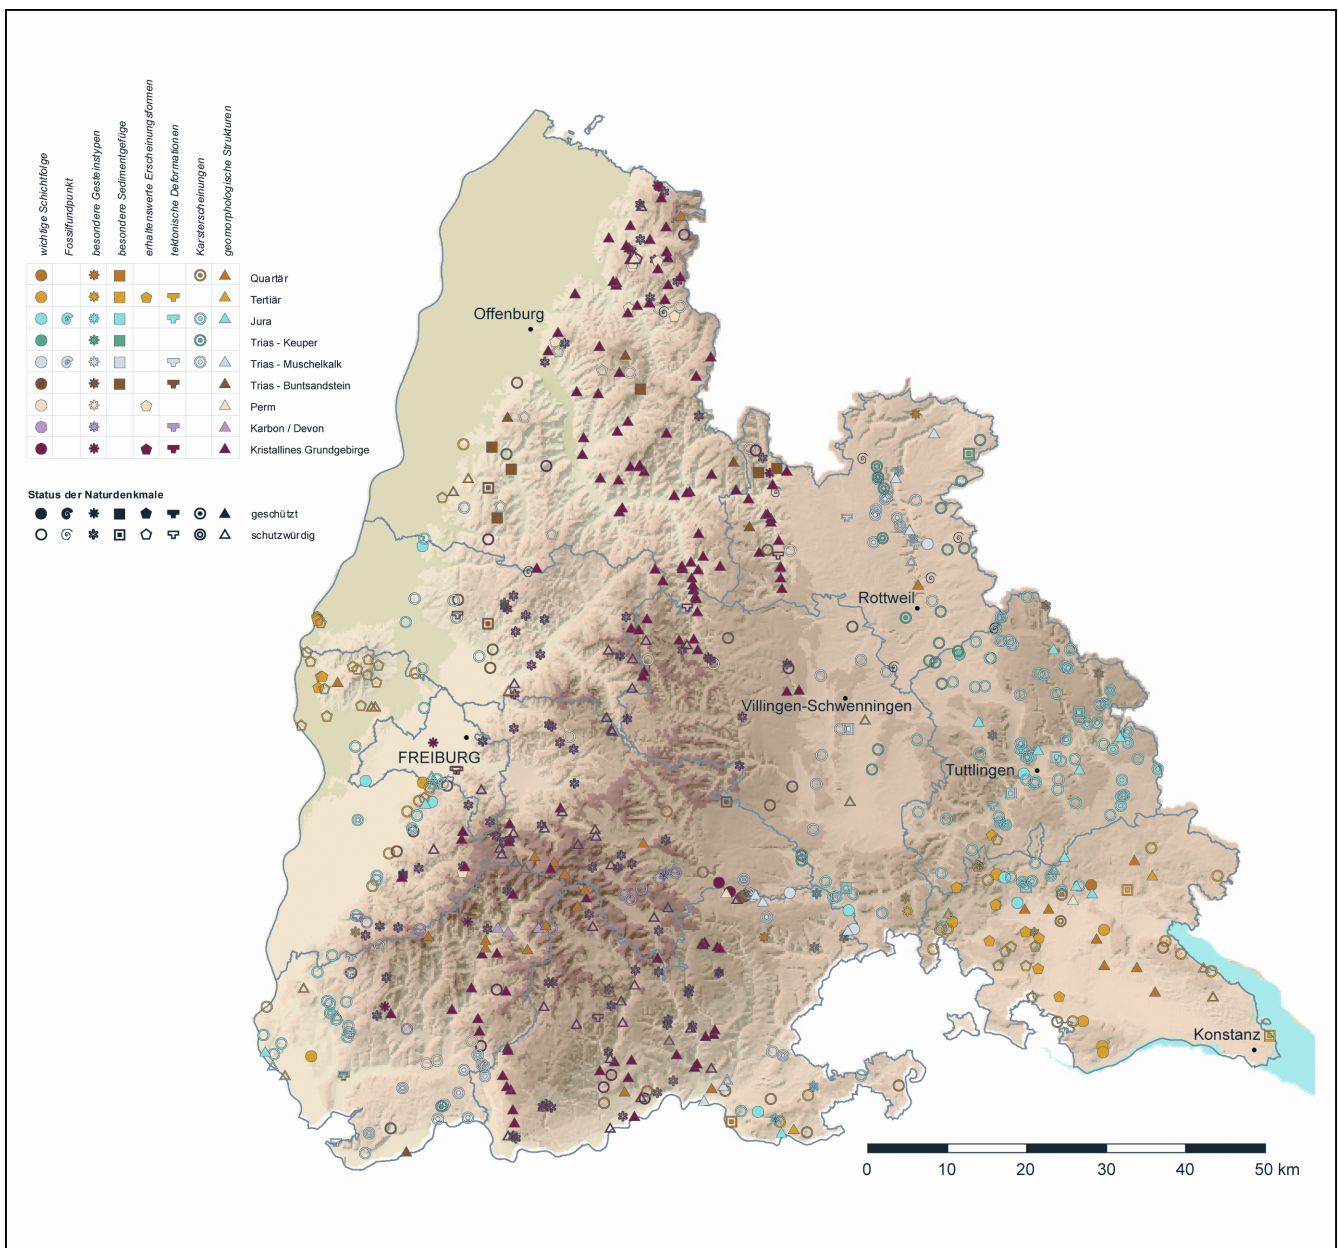 wichtige Schichtfolge
Fossilfundpunkt
besondere Gesteinstypen
besondere Sedimentgefüge
erhaltenswerte Erscheinungsformen
tektonische Deformationen
Karsterscheinungen
geomorphologische Strukturen
Quartär
Tertiär
Jura
Trias - Keuper
Trias - Muschelkalk
Trias - Buntsandstein
Perm
Karbon / Devon
Kristallines Grundgebirge
Status der Naturdenkmale
geschützt
schutzwürdig
Offenburg
Rottweil
Villingen-Schwenningen
FREIBURG
Tuttlingen
Konstanz
0 10 20 30 40 50 km